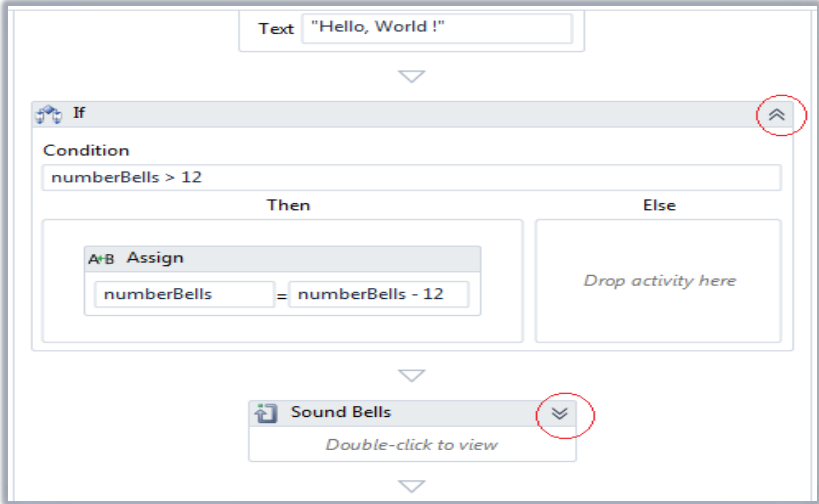 Text "Hello, World !"
If
Condition
numberBells > 12
Then Else
A+B Assign
numberBells = numberBells - 12
Drop activity here
Sound Bells
Double-click to view